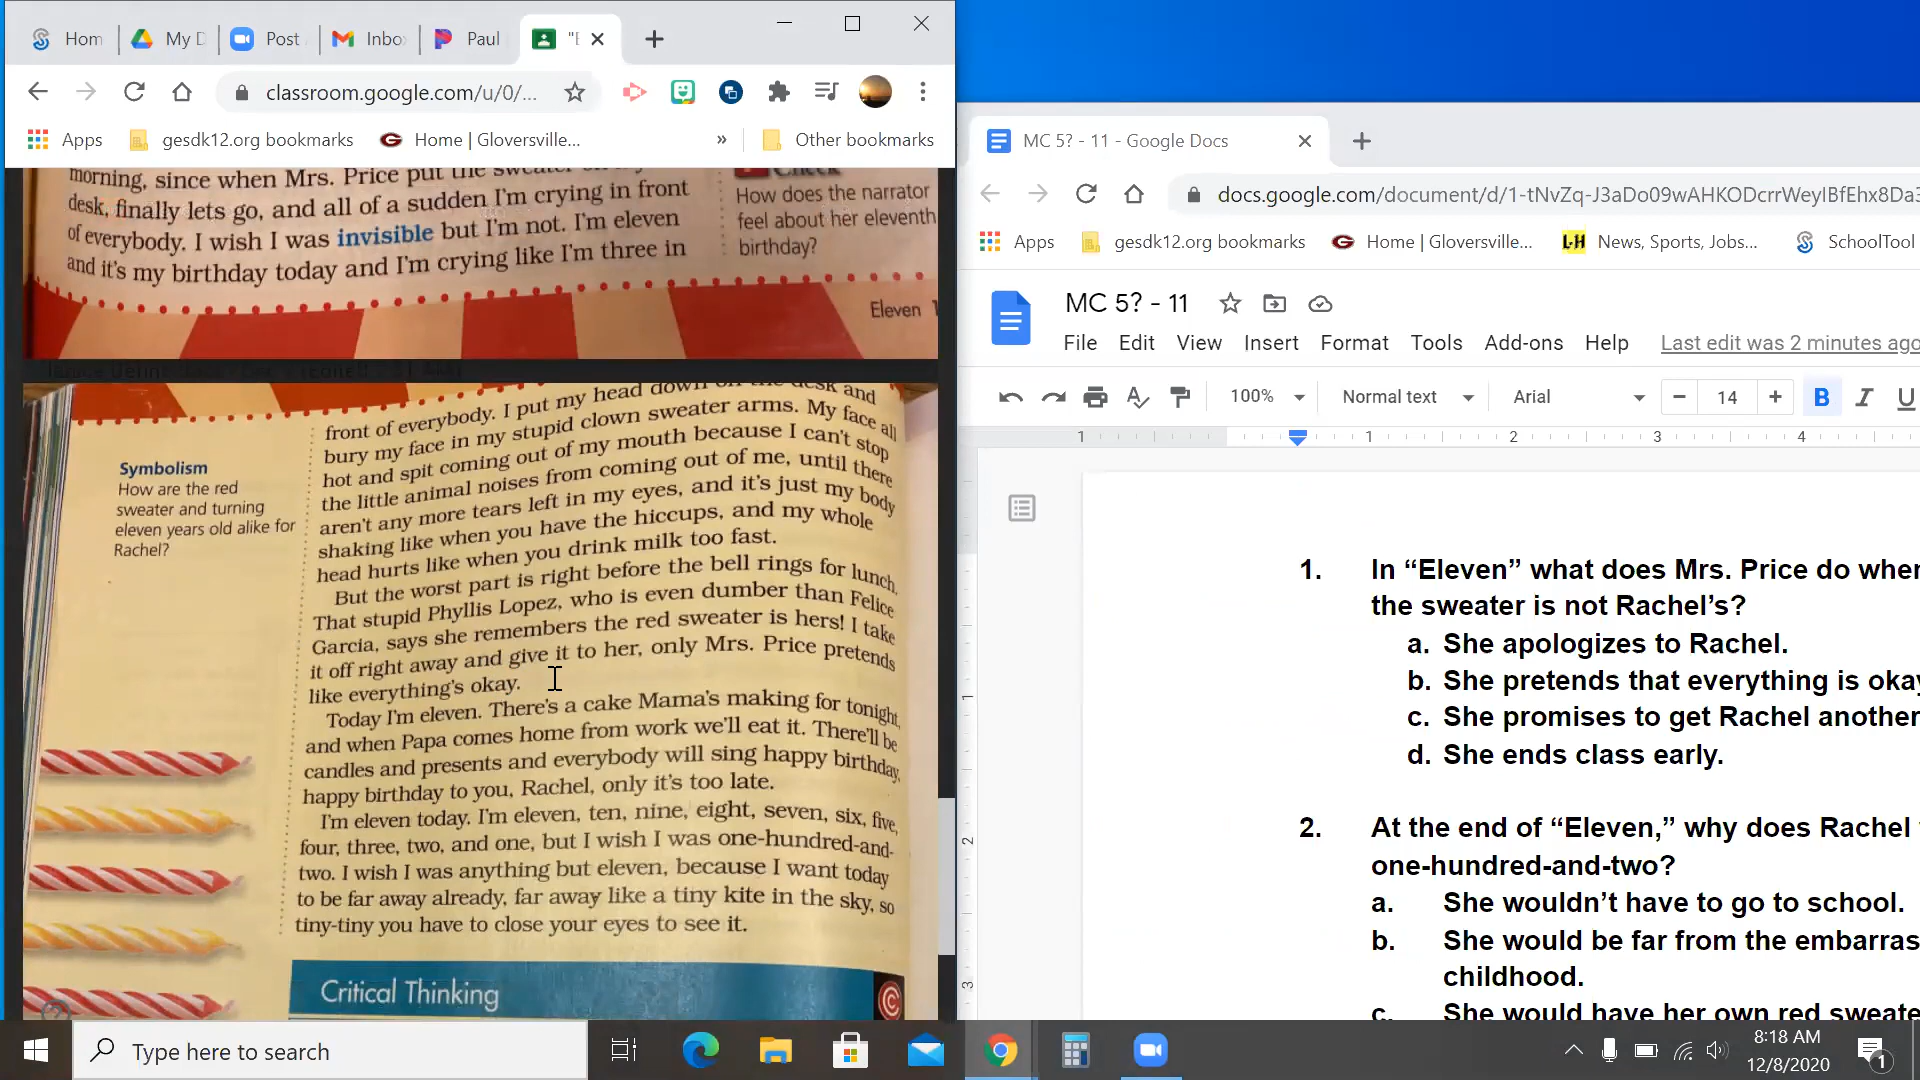 Hom
My D
Post
Inbo
Paul
"E
classroom.google.com/u/0/...
Apps
gesdk12.org bookmarks
Home | Gloversville...
»
Other bookmarks
morning, since when Mrs. Price put the sweater on
desk, finally lets go, and all of a sudden I'm crying in front
of everybody. I wish I was invisible but I'm not. I'm eleven
and it's my birthday today and I'm crying like I'm three in
Check
How does the narrator
feel about her eleventh
birthday?
Eleven 1
front of everybody. I put my head down on the desk and
bury my face in my stupid clown sweater arms. My face all
hot and spit coming out of my mouth because I can't stop
the little animal noises from coming out of me, until there
aren't any more tears left in my eyes, and it's just my body
shaking like when you have the hiccups, and my whole
head hurts like when you drink milk too fast.
But the worst part is right before the bell rings for lunch.
That stupid Phyllis Lopez, who is even dumber than Felice
Garcia, says she remembers the red sweater is hers! I take
it off right away and give it to her, only Mrs. Price pretends
like everything's okay.
Today I'm eleven. There's a cake Mama's making for tonight,
and when Papa comes home from work we'll eat it. There'll be
candles and presents and everybody will sing happy birthday,
happy birthday to you, Rachel, only it's too late.
I'm eleven today. I'm eleven, ten, nine, eight, seven, six, five,
four, three, two, and one, but I wish I was one-hundred-and-
two. I wish I was anything but eleven, because I want today
to be far away already, far away like a tiny kite in the sky, so
tiny-tiny you have to close your eyes to see it.
Symbolism
How are the red
sweater and turning
eleven years old alike for
Rachel?
Critical Thinking
MC 5? - 11 - Google Docs
docs.google.com/document/d/1-tNvZq-J3aDo09wAHKODcrrWeylBfEhx8Da3
Apps
gesdk12.org bookmarks
Home | Gloversville...
L-H
News, Sports, Jobs...
SchoolTool
MC 5? - 11
File Edit View Insert Format Tools Add-ons Help Last edit was 2 minutes ago
100% Normal text Arial 14 B I U
1 1 2 3 4
1
2
3
1. In “Eleven” what does Mrs. Price do when
the sweater is not Rachel’s?
a. She apologizes to Rachel.
b. She pretends that everything is okay
c. She promises to get Rachel another
d. She ends class early.
2. At the end of “Eleven,” why does Rachel
one-hundred-and-two?
a. She wouldn’t have to go to school.
b. She would be far from the embarras
childhood.
c. She would have her own red sweate
Type here to search
8:18 AM
12/8/2020
1